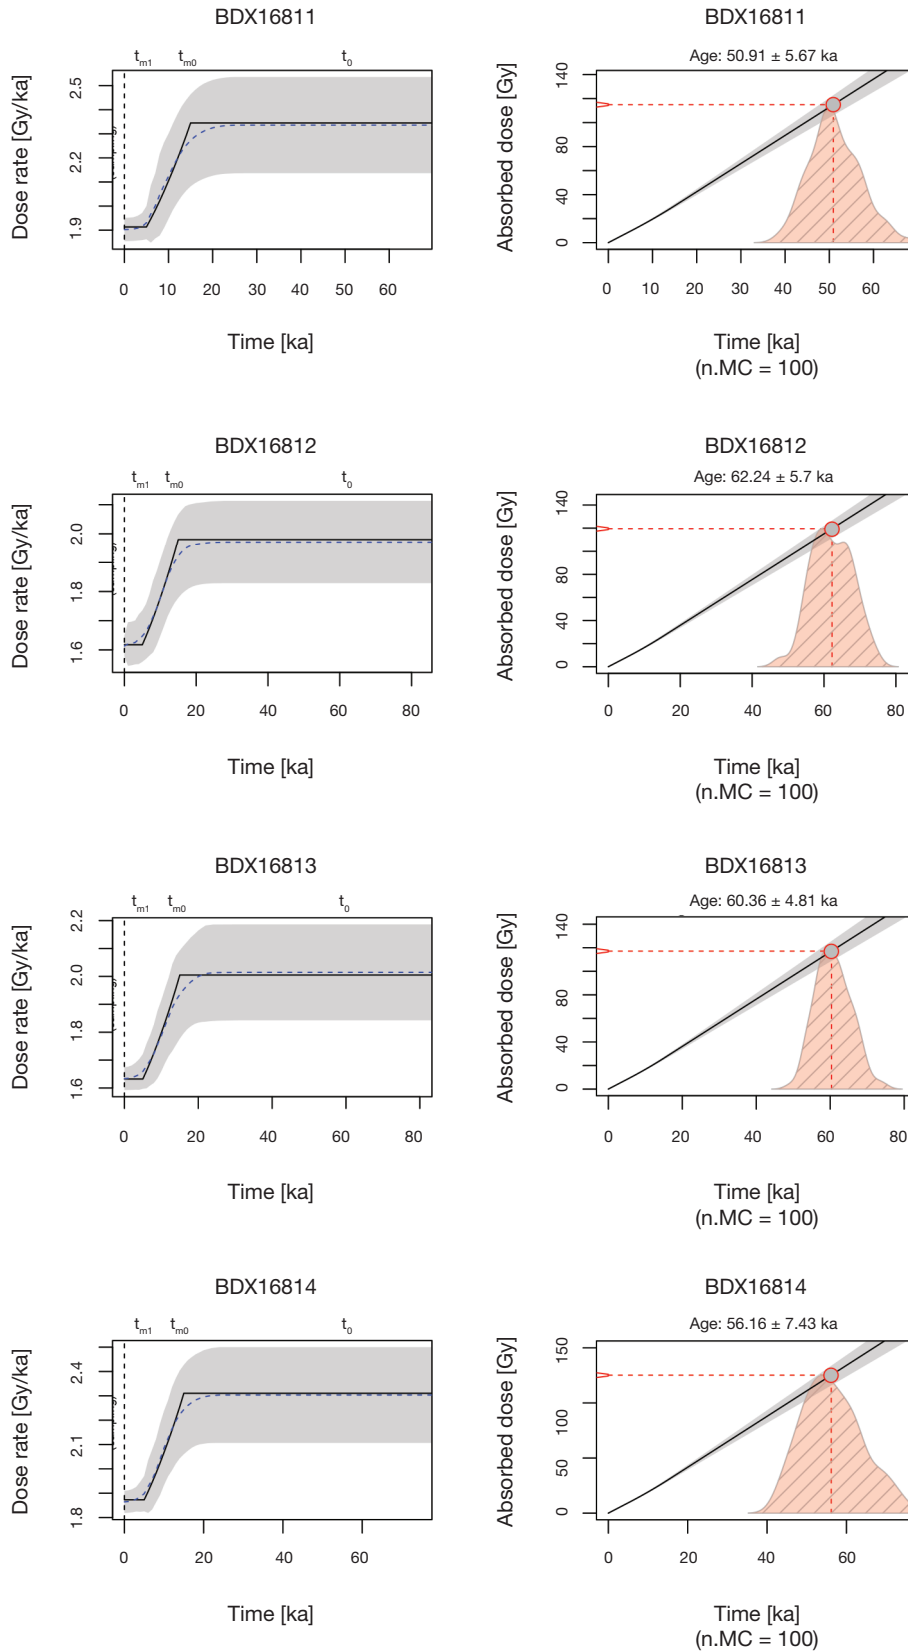 BDX16811
t_m1 t_m0 t_0
Dose rate [Gy/ka]
2.5
2.2
1.9
0 10 20 30 40 50 60
Time [ka]
BDX16811
Age: 50.91 ± 5.67 ka
Absorbed dose [Gy]
140
80
40
0
0 10 20 30 40 50 60
Time [ka]
(n.MC = 100)
BDX16812
t_m1 t_m0 t_0
Dose rate [Gy/ka]
2.0
1.8
1.6
0 20 40 60 80
Time [ka]
BDX16812
Age: 62.24 ± 5.7 ka
Absorbed dose [Gy]
140
80
40
0
0 20 40 60 80
Time [ka]
(n.MC = 100)
BDX16813
t_m1 t_m0 t_0
Dose rate [Gy/ka]
2.2
2.0
1.8
1.6
0 20 40 60 80
Time [ka]
BDX16813
Age: 60.36 ± 4.81 ka
Absorbed dose [Gy]
140
80
40
0
0 20 40 60 80
Time [ka]
(n.MC = 100)
BDX16814
t_m1 t_m0 t_0
Dose rate [Gy/ka]
2.4
2.1
1.8
0 20 40 60
Time [ka]
BDX16814
Age: 56.16 ± 7.43 ka
Absorbed dose [Gy]
150
100
50
0
0 20 40 60
Time [ka]
(n.MC = 100)